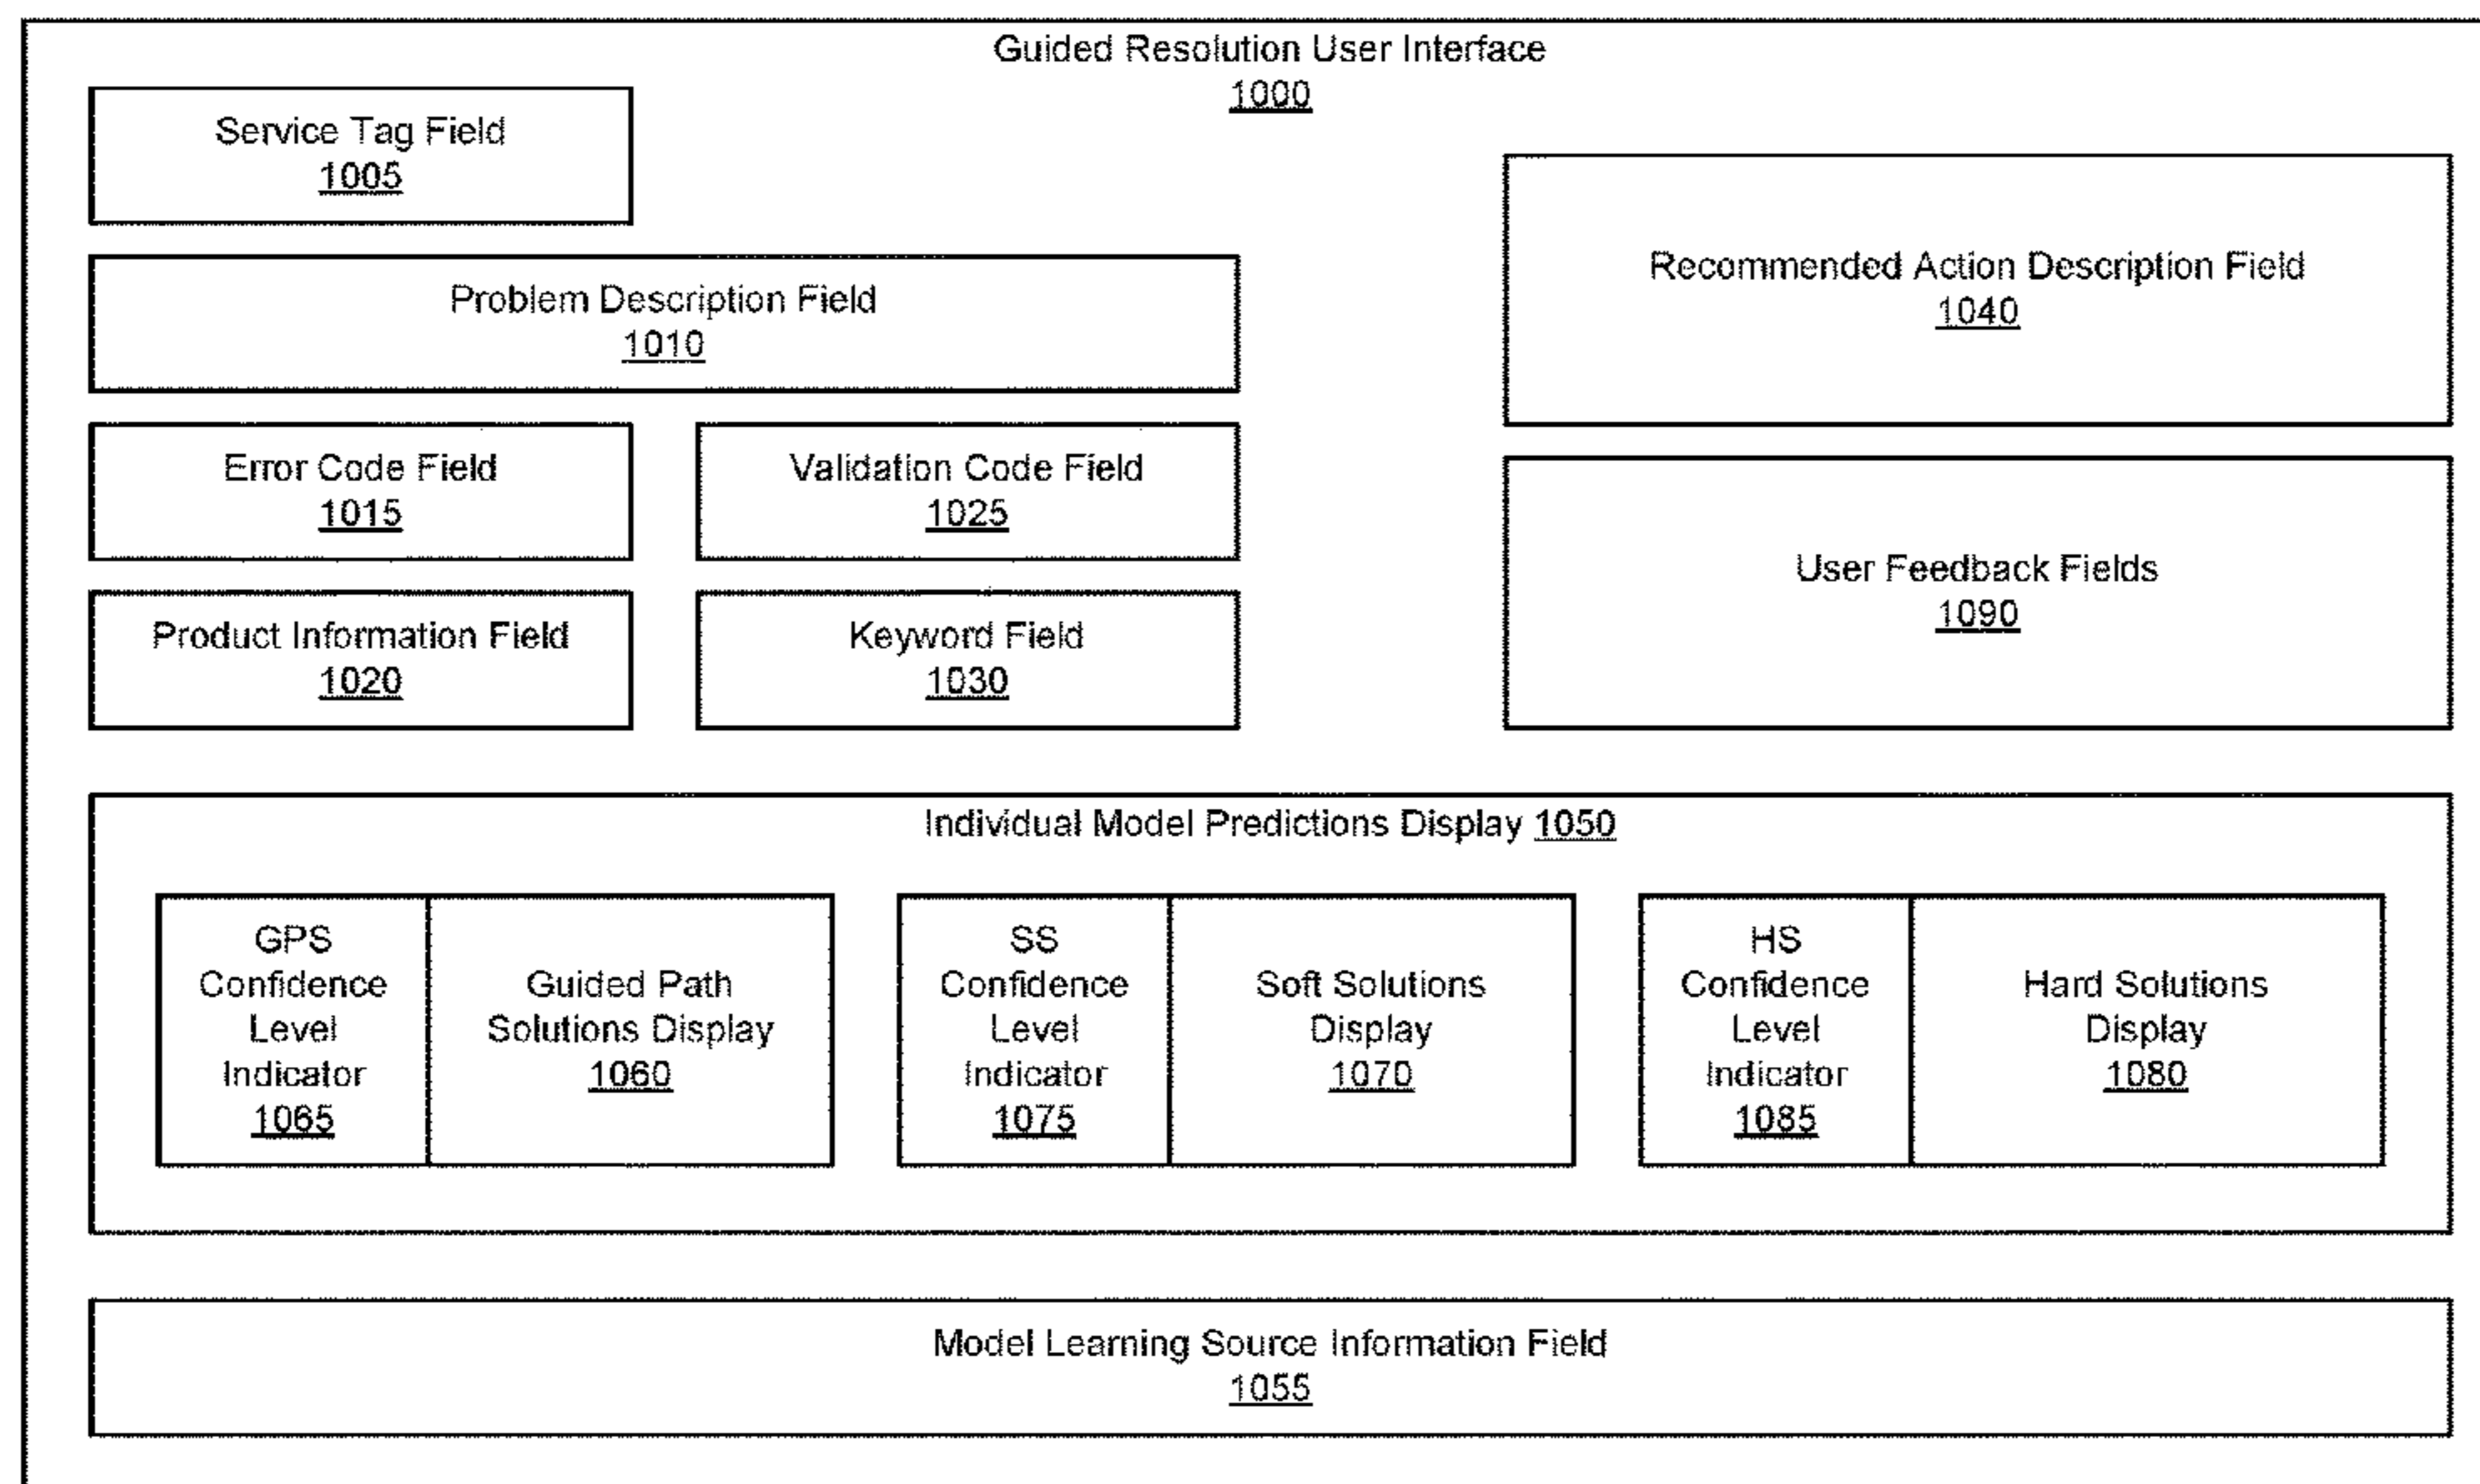 Guided Resolution User Interface
1000
Service Tag Field
1005
Problem Description Field
1010
Error Code Field
1015
Validation Code Field
1025
Product Information Field
1020
Keyword Field
1030
Recommended Action Description Field
1040
User Feedback Fields
1090
Individual Model Predictions Display 1050
GPS
Confidence
Level
Indicator
1065
Guided Path
Solutions Display
1060
SS
Confidence
Level
Indicator
1075
Soft Solutions
Display
1070
HS
Confidence
Level
Indicator
1085
Hard Solutions
Display
1080
Model Learning Source Information Field
1055